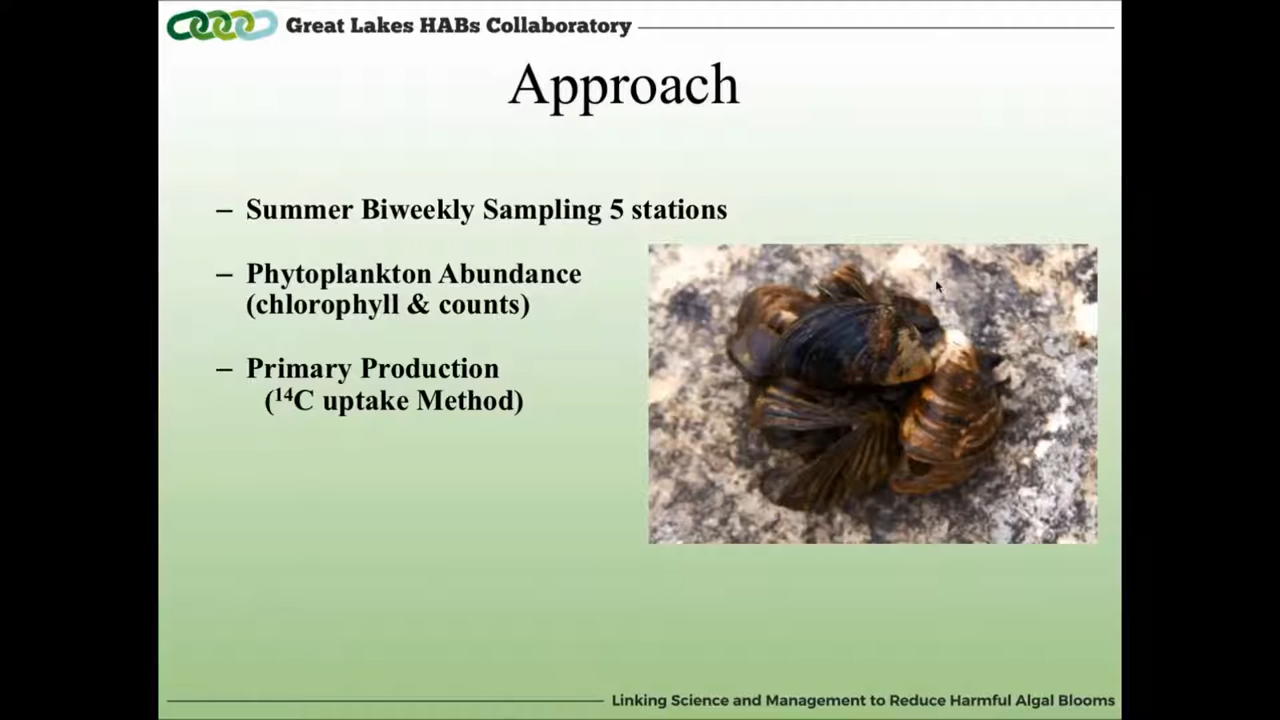 Great Lakes HABs Collaboratory
Approach
– Summer Biweekly Sampling 5 stations
– Phytoplankton Abundance
(chlorophyll & counts)
– Primary Production
(¹⁴C uptake Method)
Linking Science and Management to Reduce Harmful Algal Blooms